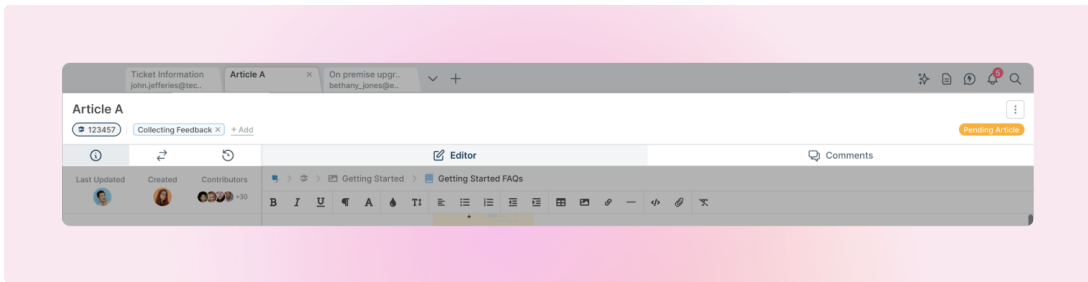 Ticket Information
john.jefferies@tec..
Article A
On premise upgr..
bethany_jones@e..
5
Article A
123457
Collecting Feedback ×
+ Add
Pending Article
Editor
Comments
Last Updated
Created
Contributors
+30
Getting Started
Getting Started FAQs
B I U ¶ A T